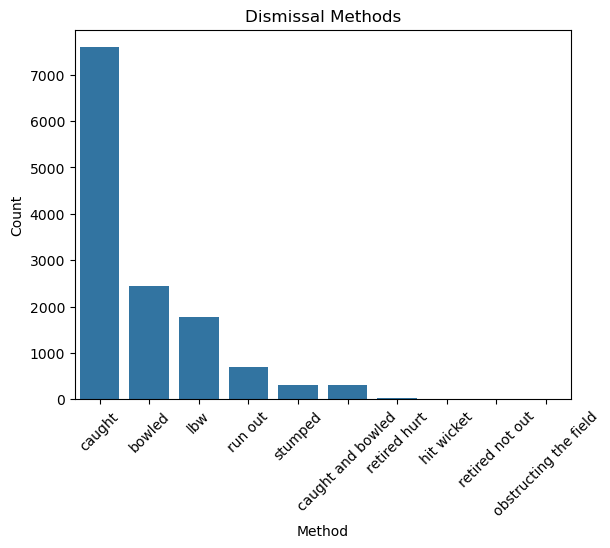 Dismissal Methods
Count
7000
6000
5000
4000
3000
2000
1000
0
caught
bowled
lbw
run out
stumped
caught and bowled
retired hurt
hit wicket
retired not out
obstructing the field
Method